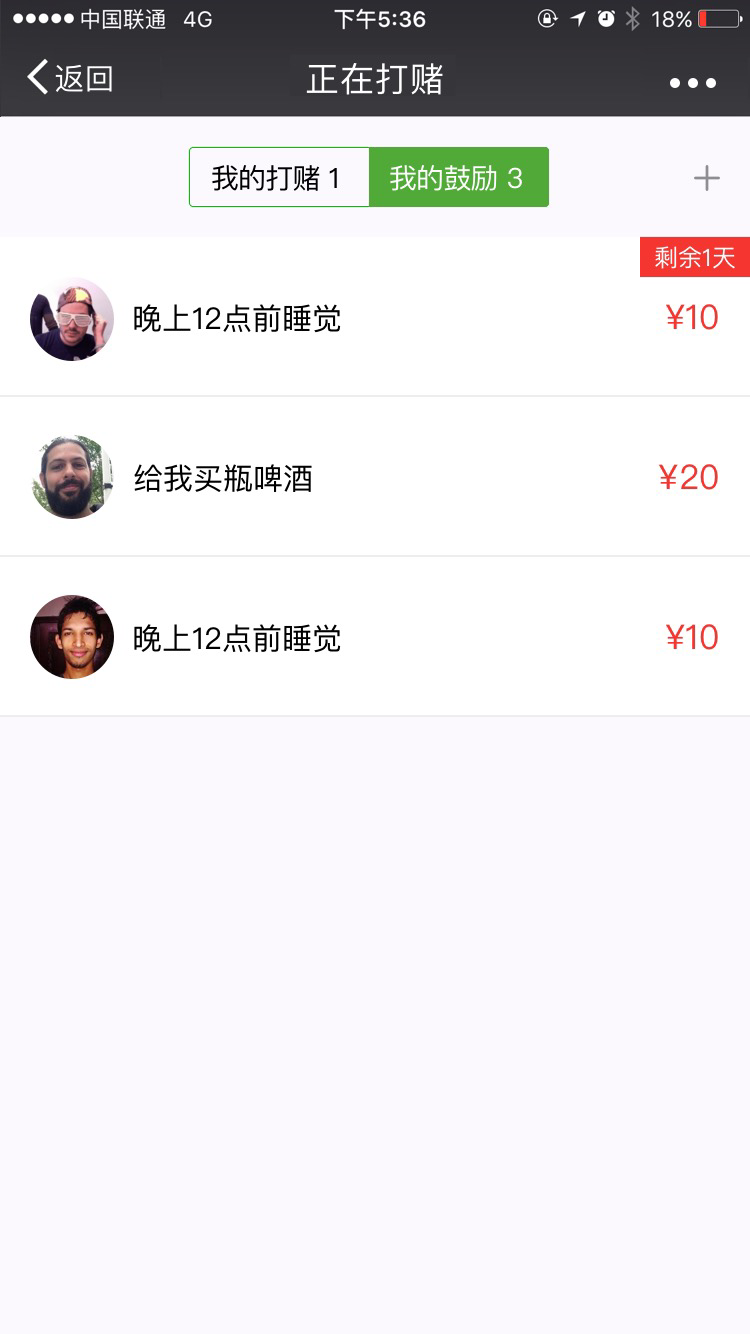 中国联通 4G 下午5:36 18%
返回 正在打赌
我的打赌 1 我的鼓励 3
剩余1天
晚上12点前睡觉 ¥10
给我买瓶啤酒 ¥20
晚上12点前睡觉 ¥10